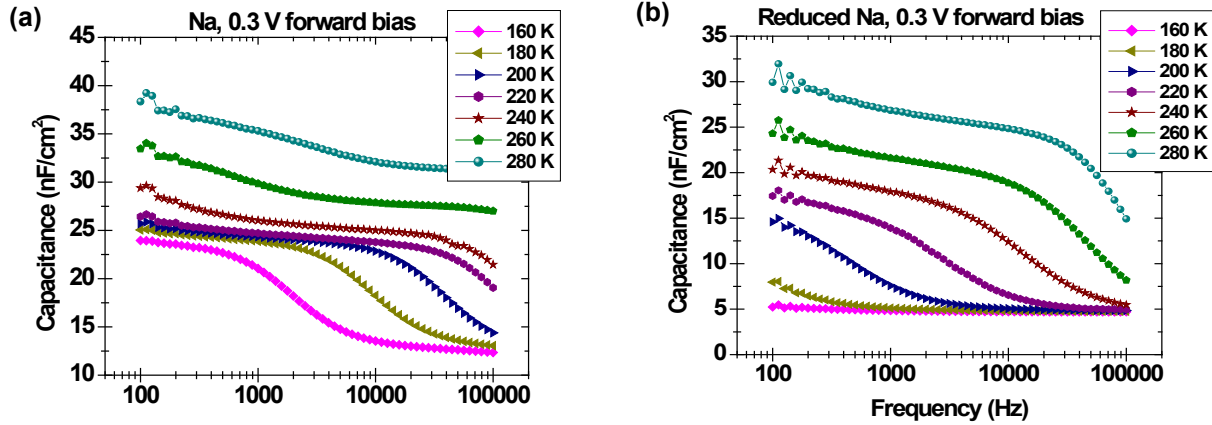 (a)
Na, 0.3 V forward bias
45
40
35
30
25
20
15
10
Capacitance (nF/cm²)
100
1000
10000
100000
160 K
180 K
200 K
220 K
240 K
260 K
280 K
(b)
Reduced Na, 0.3 V forward bias
35
30
25
20
15
10
5
0
Capacitance (nF/cm²)
100
1000
10000
100000
Frequency (Hz)
160 K
180 K
200 K
220 K
240 K
260 K
280 K